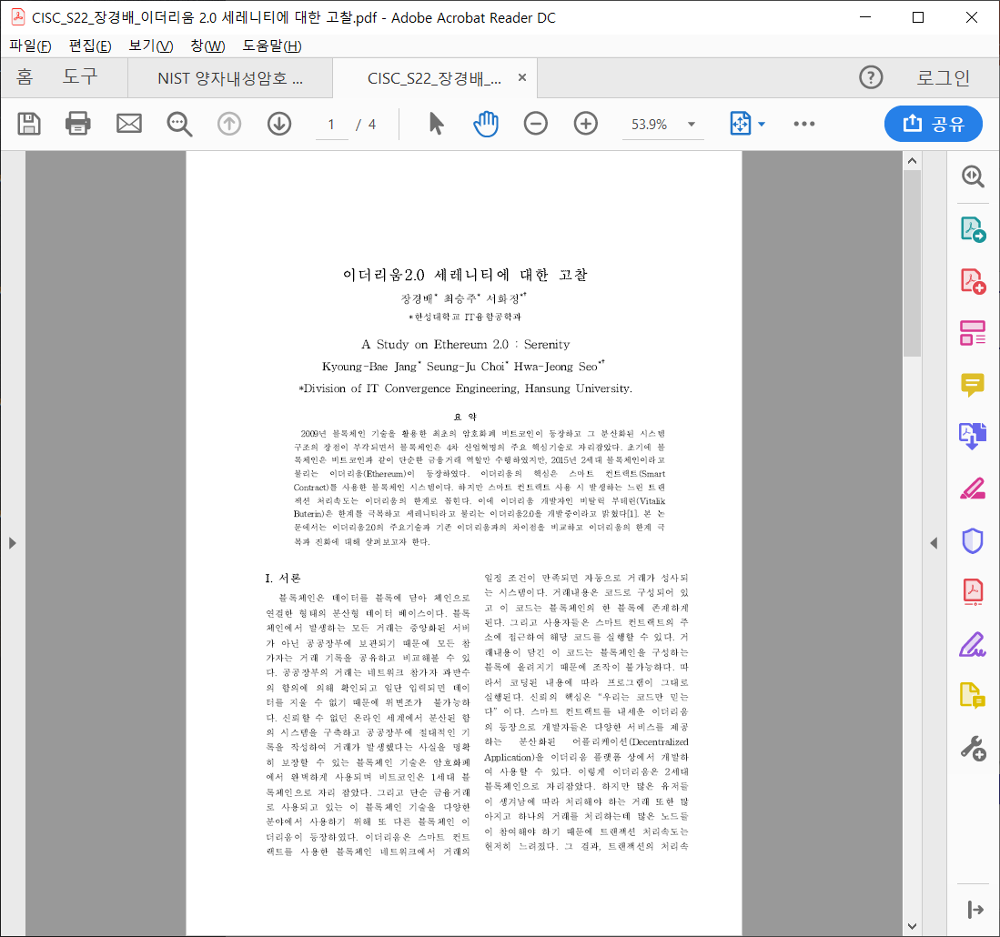 CISC_S22_장경배_이더리움 2.0 세레니티에 대한 고찰.pdf - Adobe Acrobat Reader DC
파일(F) 편집(E) 보기(V) 창(W) 도움말(H)
홈 도구 NIST 양자내성암호 ... CISC_S22_장경배_... × ? 로그인
1 / 4 53.9% 공유
이더리움2.0 세레니티에 대한 고찰
장경배* 최승주* 서화정*†
*한성대학교 IT융합공학과
A Study on Ethereum 2.0 : Serenity
Kyoung-Bae Jang* Seung-Ju Choi* Hwa-Jeong Seo*†
*Division of IT Convergence Engineering, Hansung University.
요 약
2009년 블록체인 기술을 활용한 최초의 암호화폐 비트코인이 등장하고 그 분산화된 시스템
구조의 장점이 부각되면서 블록체인은 4차 산업혁명의 주요 핵심기술로 자리잡았다. 초기에 블
록체인은 비트코인과 같이 단순한 금융거래 역할만 수행하였지만, 2015년 2세대 블록체인이라고
불리는 이더리움(Ethereum)이 등장하였다. 이더리움의 핵심은 스마트 컨트랙트(Smart
Contract)를 사용한 블록체인 시스템이다. 하지만 스마트 컨트랙트 사용 시 발생하는 느린 트랜
잭션 처리속도는 이더리움의 한계로 꼽힌다. 이에 이더리움 개발자인 비탈릭 부테린(Vitalik
Buterin)은 한계를 극복하고 세레니티라고 불리는 이더리움2.0을 개발중이라고 밝혔다[1]. 본 논
문에서는 이더리움2.0의 주요기술과 기존 이더리움과의 차이점을 비교하고 이더리움의 한계 극
복과 진화에 대해 살펴보고자 한다.
I. 서론
블록체인은 데이터를 블록에 담아 체인으로
연결한 형태의 분산형 데이터 베이스이다. 블록
체인에서 발생하는 모든 거래는 중앙화된 서버
가 아닌 공공장부에 보관되기 때문에 모든 참
가자는 거래 기록을 공유하고 비교해볼 수 있
다. 공공장부의 거래는 네트워크 참가자 과반수
의 합의에 의해 확인되고 일단 입력되면 데이
터를 지울 수 없기 때문에 위변조가 불가능하
다. 신뢰할 수 없던 온라인 세계에서 분산된 합
의 시스템을 구축하고 공공장부에 절대적인 기
록을 작성하여 거래가 발생했다는 사실을 명확
히 보장할 수 있는 블록체인 기술은 암호화폐
에서 완벽하게 사용되며 비트코인은 1세대 블
록체인으로 자리 잡았다. 그리고 단순 금융거래
로 사용되고 있는 이 블록체인 기술을 다양한
분야에서 사용하기 위해 또 다른 블록체인 이
더리움이 등장하였다. 이더리움은 스마트 컨트
랙트를 사용한 블록체인 네트워크에서 거래의
일정 조건이 만족되면 자동으로 거래가 성사되
는 시스템이다. 거래내용은 코드로 구성되어 있
고 이 코드는 블록체인의 한 블록에 존재하게
된다. 그리고 사용자들은 스마트 컨트랙트의 주
소에 접근하여 해당 코드를 실행할 수 있다. 거
래내용이 담긴 이 코드는 블록체인을 구성하는
블록에 올려지기 때문에 조작이 불가능하다. 따
라서 코딩된 내용에 따라 프로그램이 그대로
실행된다. 신뢰의 핵심은 “우리는 코드만 믿는
다” 이다. 스마트 컨트랙트를 내세운 이더리움
의 등장으로 개발자들은 다양한 서비스를 제공
하는 분산화된 어플리케이션(Decentralized
Application)을 이더리움 플랫폼 상에서 개발하
여 사용할 수 있다. 이렇게 이더리움은 2세대
블록체인으로 자리잡았다. 하지만 많은 유저들
이 생겨남에 따라 처리해야 하는 거래 또한 많
아지고 하나의 거래를 처리하는데 많은 노드들
이 참여해야 하기 때문에 트랜잭션 처리속도는
현저히 느려졌다. 그 결과, 트랜잭션의 처리속